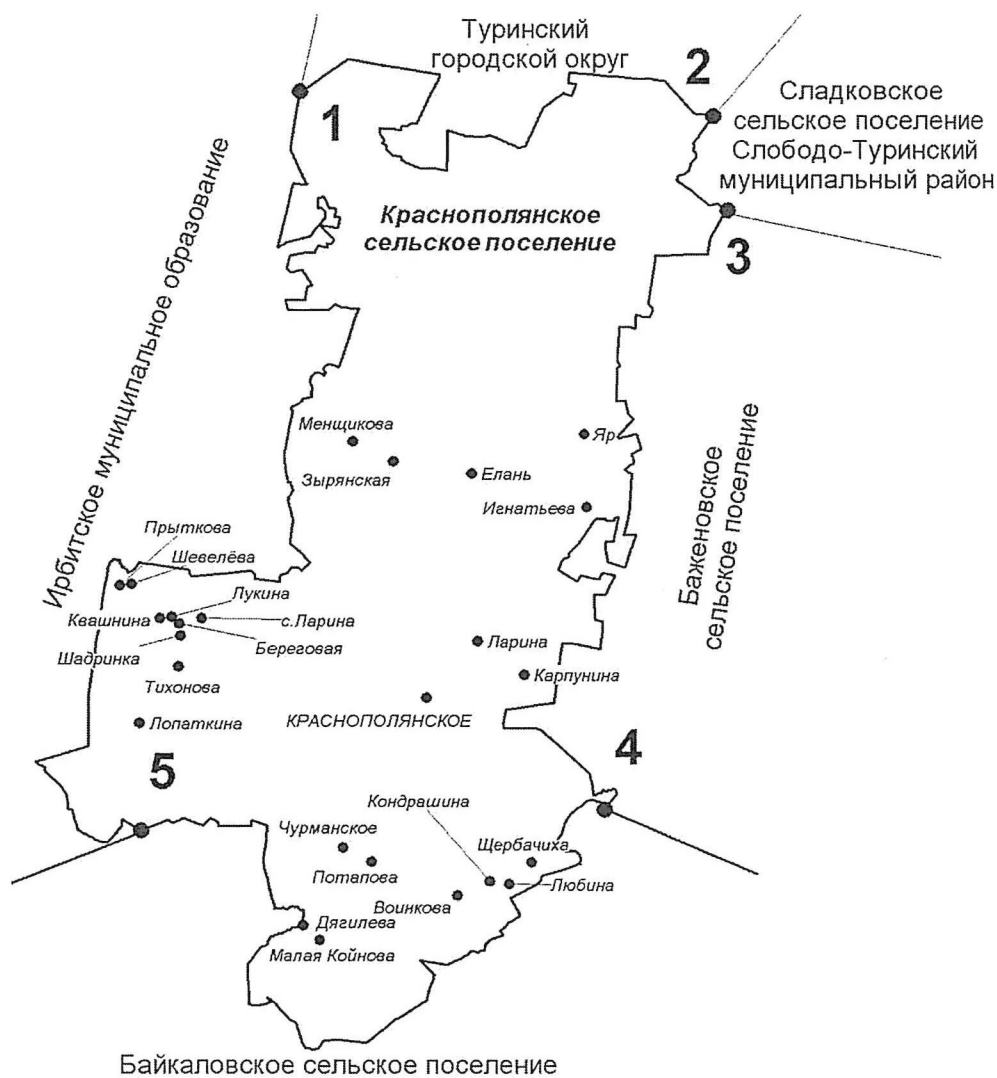 Туринский
городской округ
2
1
Сладковское
сельское поселение
Слободо-Туринский
муниципальный район
Ирбитское муниципальное образование
Краснополянское
сельское поселение
3
Менщикова
Яр
Зырянская
Елань
Игнатьева
Баженовское
сельское поселение
Прыткова
Шевелёва
Лукина
Квашнина
с.Ларина
Береговая
Шадринка
Ларина
Тихонова
Карпунина
КРАСНОПОЛЯНСКОЕ
Лопаткина
5
4
Кондрашина
Чурманское
Щербачиха
Потапова
Любина
Воинкова
Дягилева
Малая Койнова
Байкаловское сельское поселение